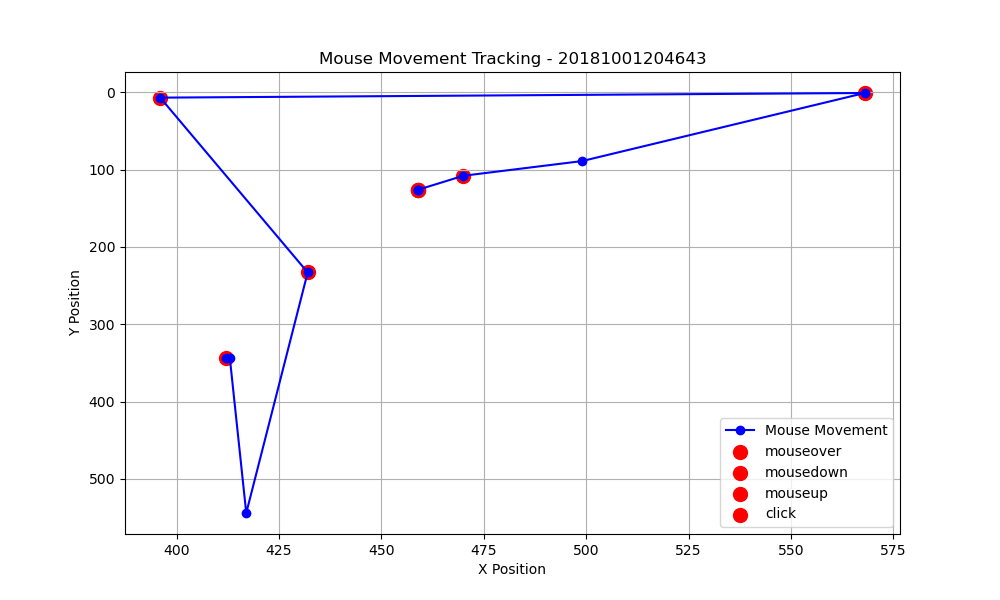 Mouse Movement Tracking - 20181001204643
0
100
200
300
400
500
Y Position
400
425
450
475
500
525
550
575
X Position
Mouse Movement
mouseover
mousedown
mouseup
click